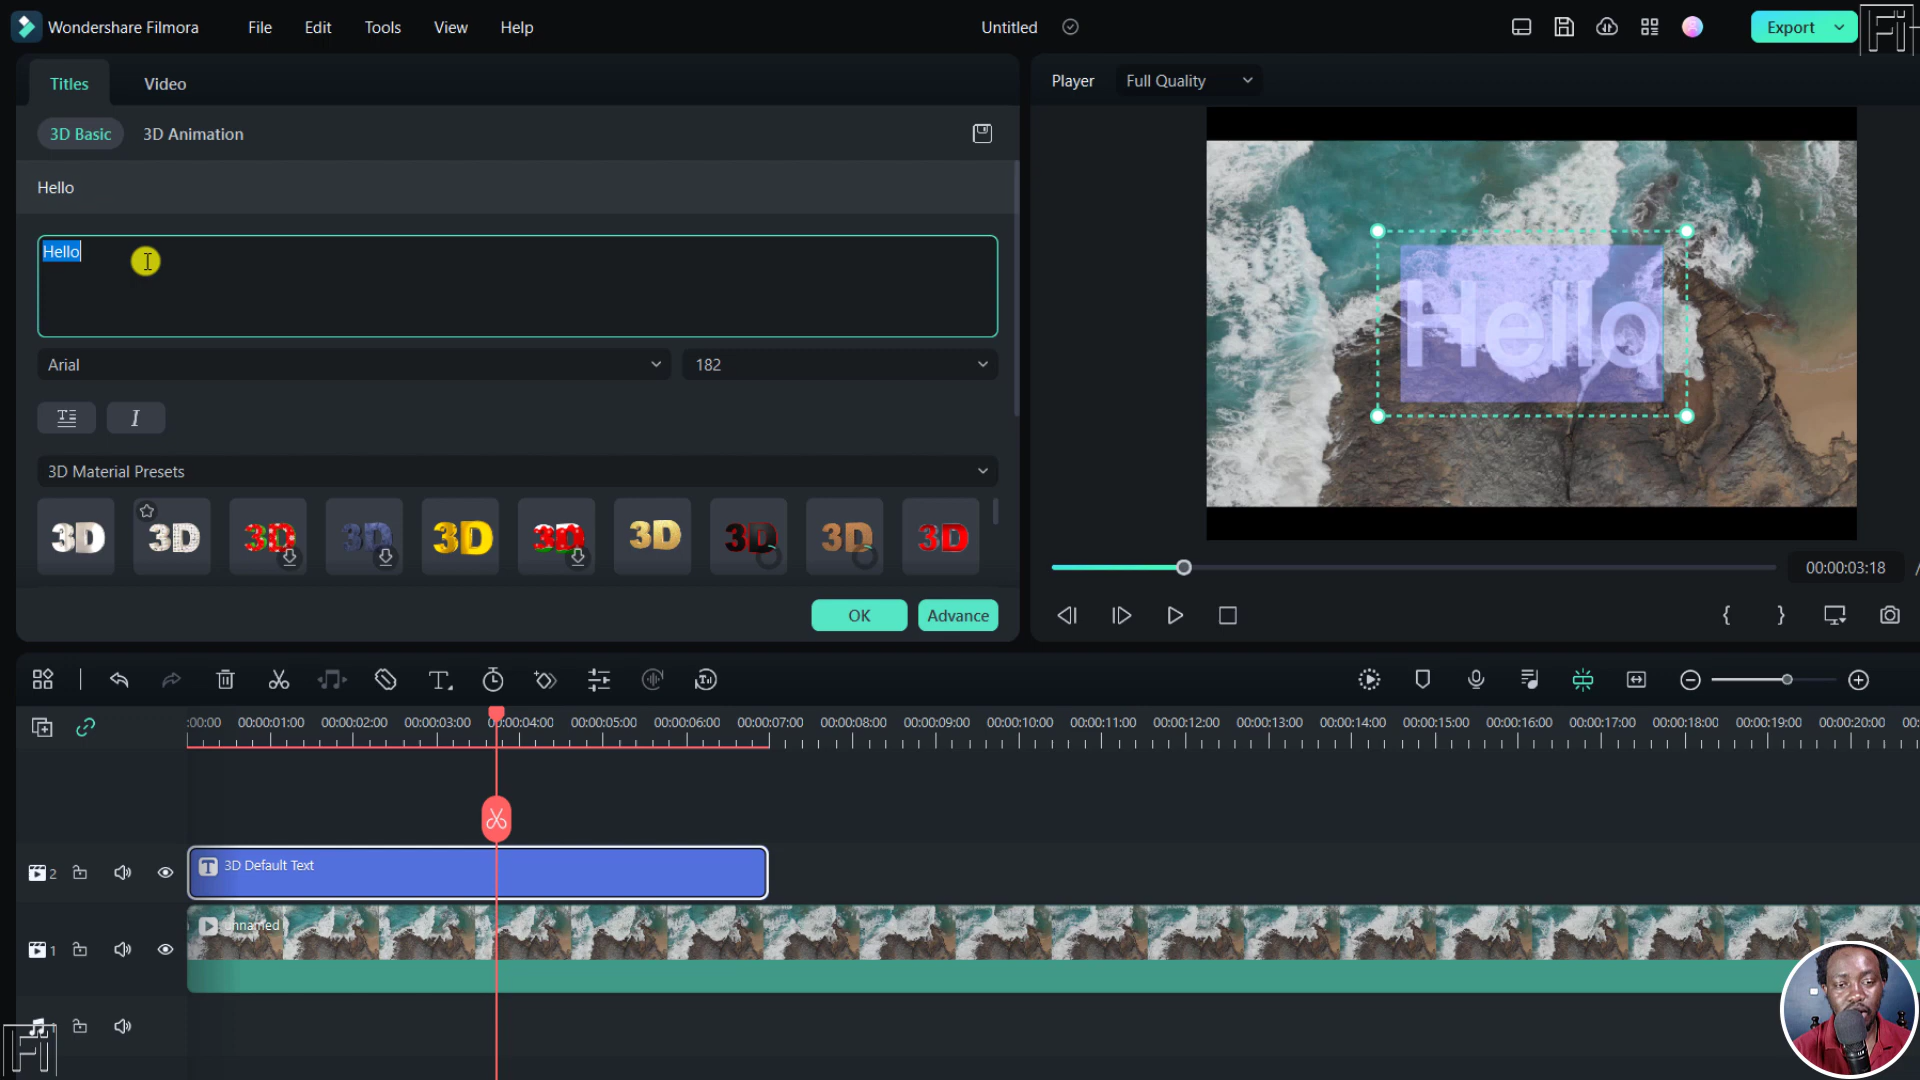 Wondershare Filmora File Edit Tools View Help Untitled Export
Fi
Titles Video
Player Full Quality
3D Basic 3D Animation
Hello
Hello
Hello
Arial 182
I
3D Material Presets
3D 3D 3D 3D 3D 3D 3D 3D 3D 3D
00:00:03:18 /
OK Advance
{ }
:00:00 00:00:01:00 00:00:02:00 00:00:03:00 00:00:04:00 00:00:05:00 00:00:06:00 00:00:07:00 00:00:08:00 00:00:09:00 00:00:10:00 00:00:11:00 00:00:12:00 00:00:13:00 00:00:14:00 00:00:15:00 00:00:16:00 00:00:17:00 00:00:18:00 00:00:19:00 00:00:20:00 00:
2 T 3D Default Text
unnamed
1
Fi